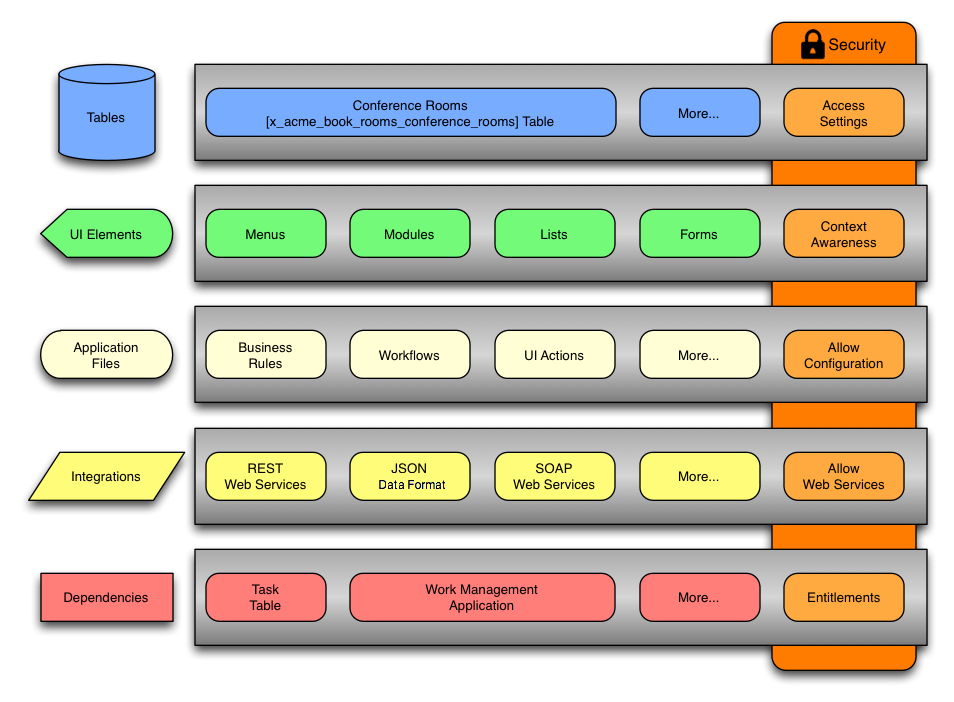 Security
Tables
Conference Rooms
[x_acme_book_rooms_conference_rooms] Table
More...
Access
Settings
UI Elements
Menus
Modules
Lists
Forms
Context
Awareness
Application
Files
Business
Rules
Workflows
UI Actions
More...
Allow
Configuration
Integrations
REST
Web Services
JSON
Data Format
SOAP
Web Services
More...
Allow
Web Services
Dependencies
Task
Table
Work Management
Application
More...
Entitlements